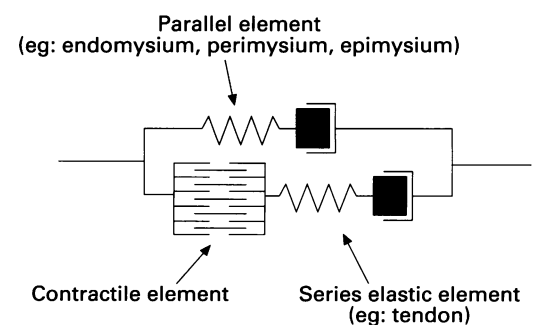 Parallel element
(eg: endomysium, perimysium, epimysium)
Contractile element
Series elastic element
(eg: tendon)